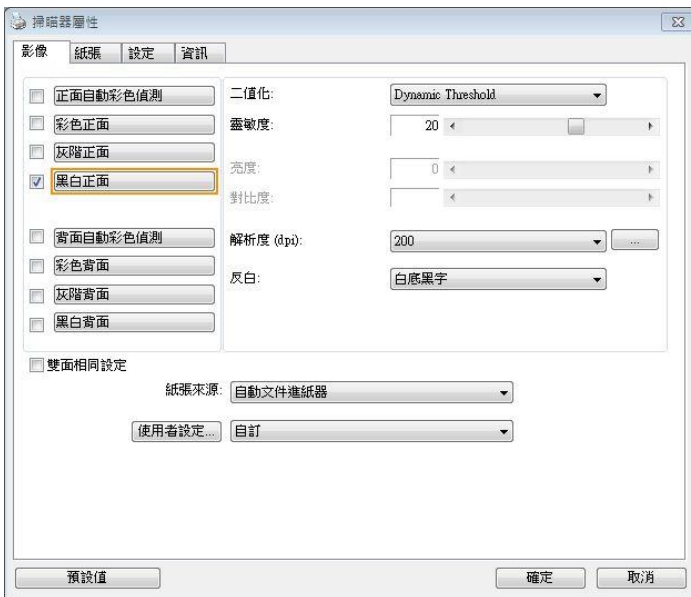 掃瞄器屬性
影像 紙張 設定 資訊
正面自動彩色偵測 二值化: Dynamic Threshold
彩色正面 靈敏度: 20
灰階正面
亮度: 0
黑白正面
對比度:
背面自動彩色偵測 解析度 (dpi): 200 ...
彩色背面
反白: 白底黑字
灰階背面
黑白背面
雙面相同設定
紙張來源: 自動文件進紙器
使用者設定... 自訂
預設值 確定 取消